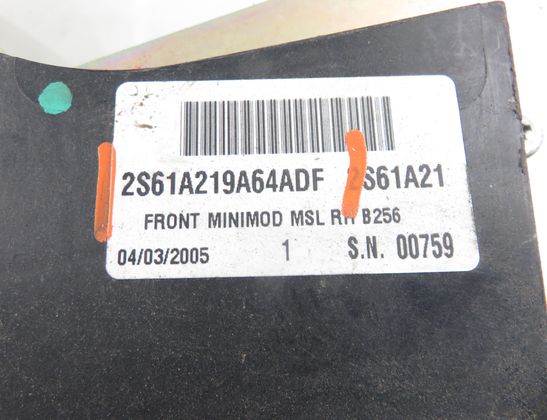 2S61A219A64ADF 2S61A21
FRONT MINIMOD MSL RH B256
04/03/2005 1 S.N. 00759